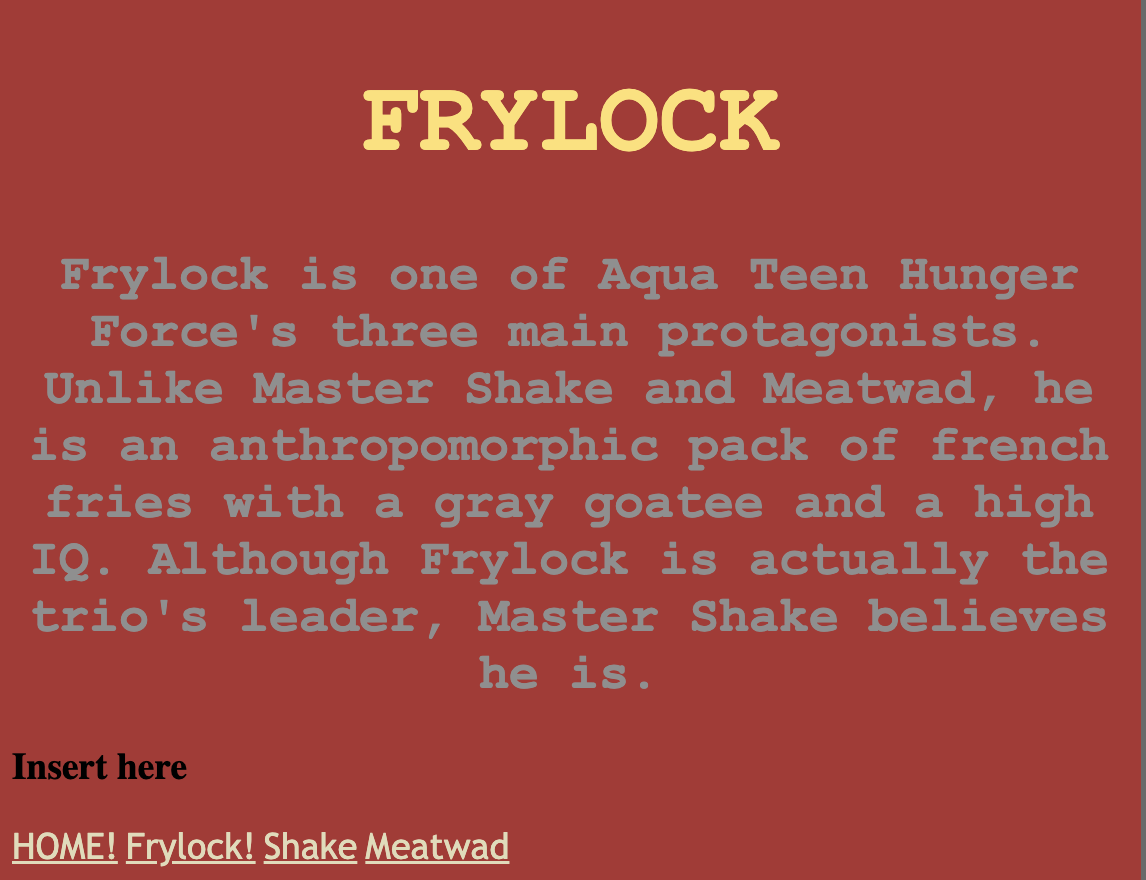 FRYLOCK
Frylock is one of Aqua Teen Hunger
Force's three main protagonists.
Unlike Master Shake and Meatwad, he
is an anthropomorphic pack of french
fries with a gray goatee and a high
IQ. Although Frylock is actually the
trio's leader, Master Shake believes
he is.
Insert here
HOME! Frylock! Shake Meatwad